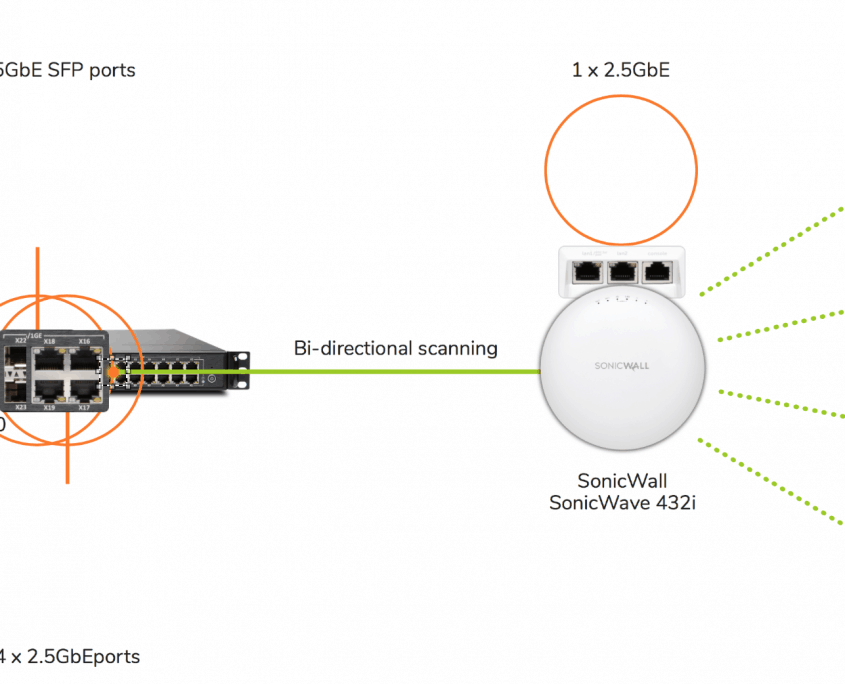 5GbE SFP ports
1 x 2.5GbE
/1GE
X22
X18
X16
X23
X19
X17
0
Bi-directional scanning
SONICWALL
SonicWall
SonicWave 432i
4 x 2.5GbEports